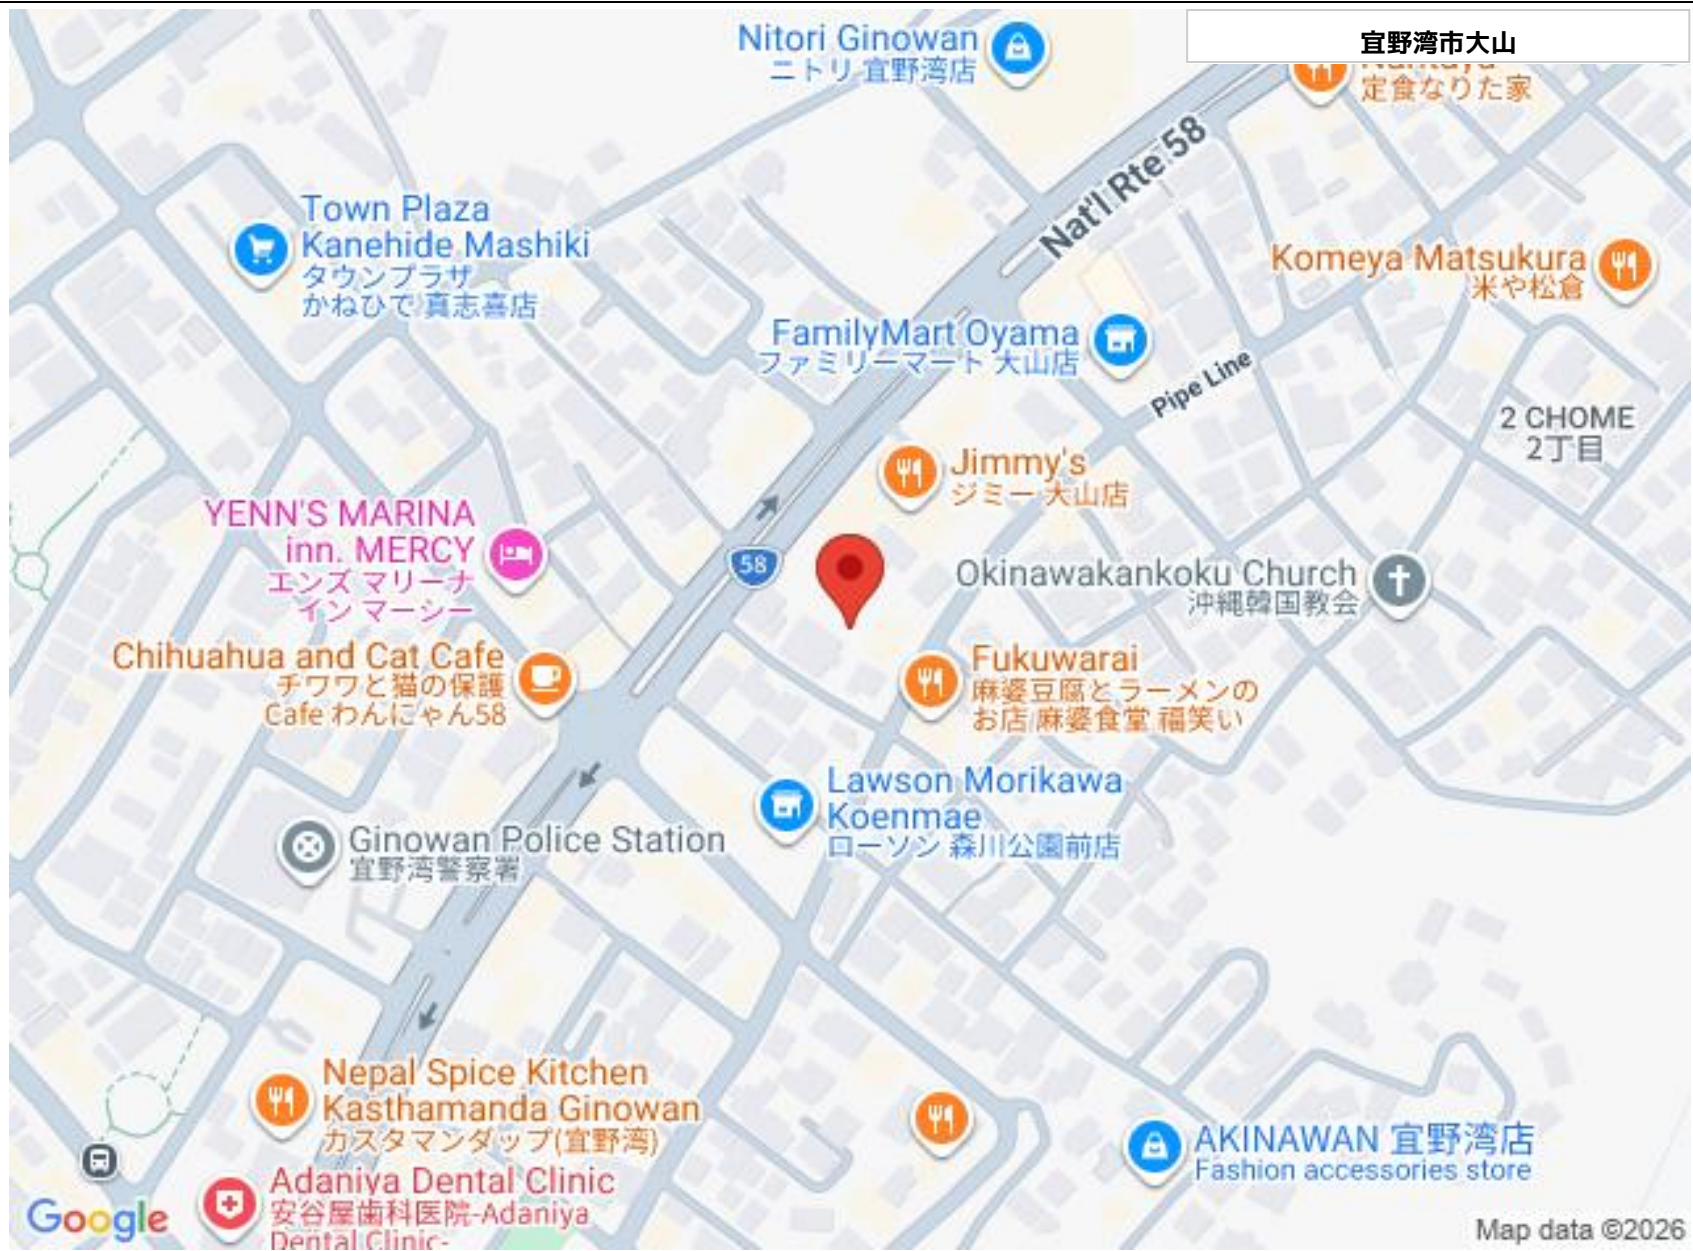 宜野湾市大山
Nitori Ginowan
ニトリ 宜野湾店
定食なりた家
Nat'l Rte 58
Town Plaza
Kanehide Mashiki
タウンプラザ
かねひで 真志喜店
Komeya Matsukura
米や松倉
FamilyMart Oyama
ファミリーマート 大山店
Pipe Line
2 CHOME
2丁目
Jimmy's
ジミー 大山店
YENN'S MARINA
inn. MERCY
エンズ マリーナ
イン マーシー
58
Okinawakankoku Church
沖縄韓国教会
Chihuahua and Cat Cafe
チワワと猫の保護
Cafe わんにゃん58
Fukuwarai
麻婆豆腐とラーメンの
お店 麻婆食堂 福笑い
Lawson Morikawa
Koenmae
ローソン 森川公園前店
Ginowan Police Station
宜野湾警察署
Nepal Spice Kitchen
Kasthamanda Ginowan
カスタマンダップ(宜野湾)
AKINAWAN 宜野湾店
Fashion accessories store
Adaniya Dental Clinic
安谷屋歯科医院-Adaniya
Dental Clinic-
Google
Map data ©2026